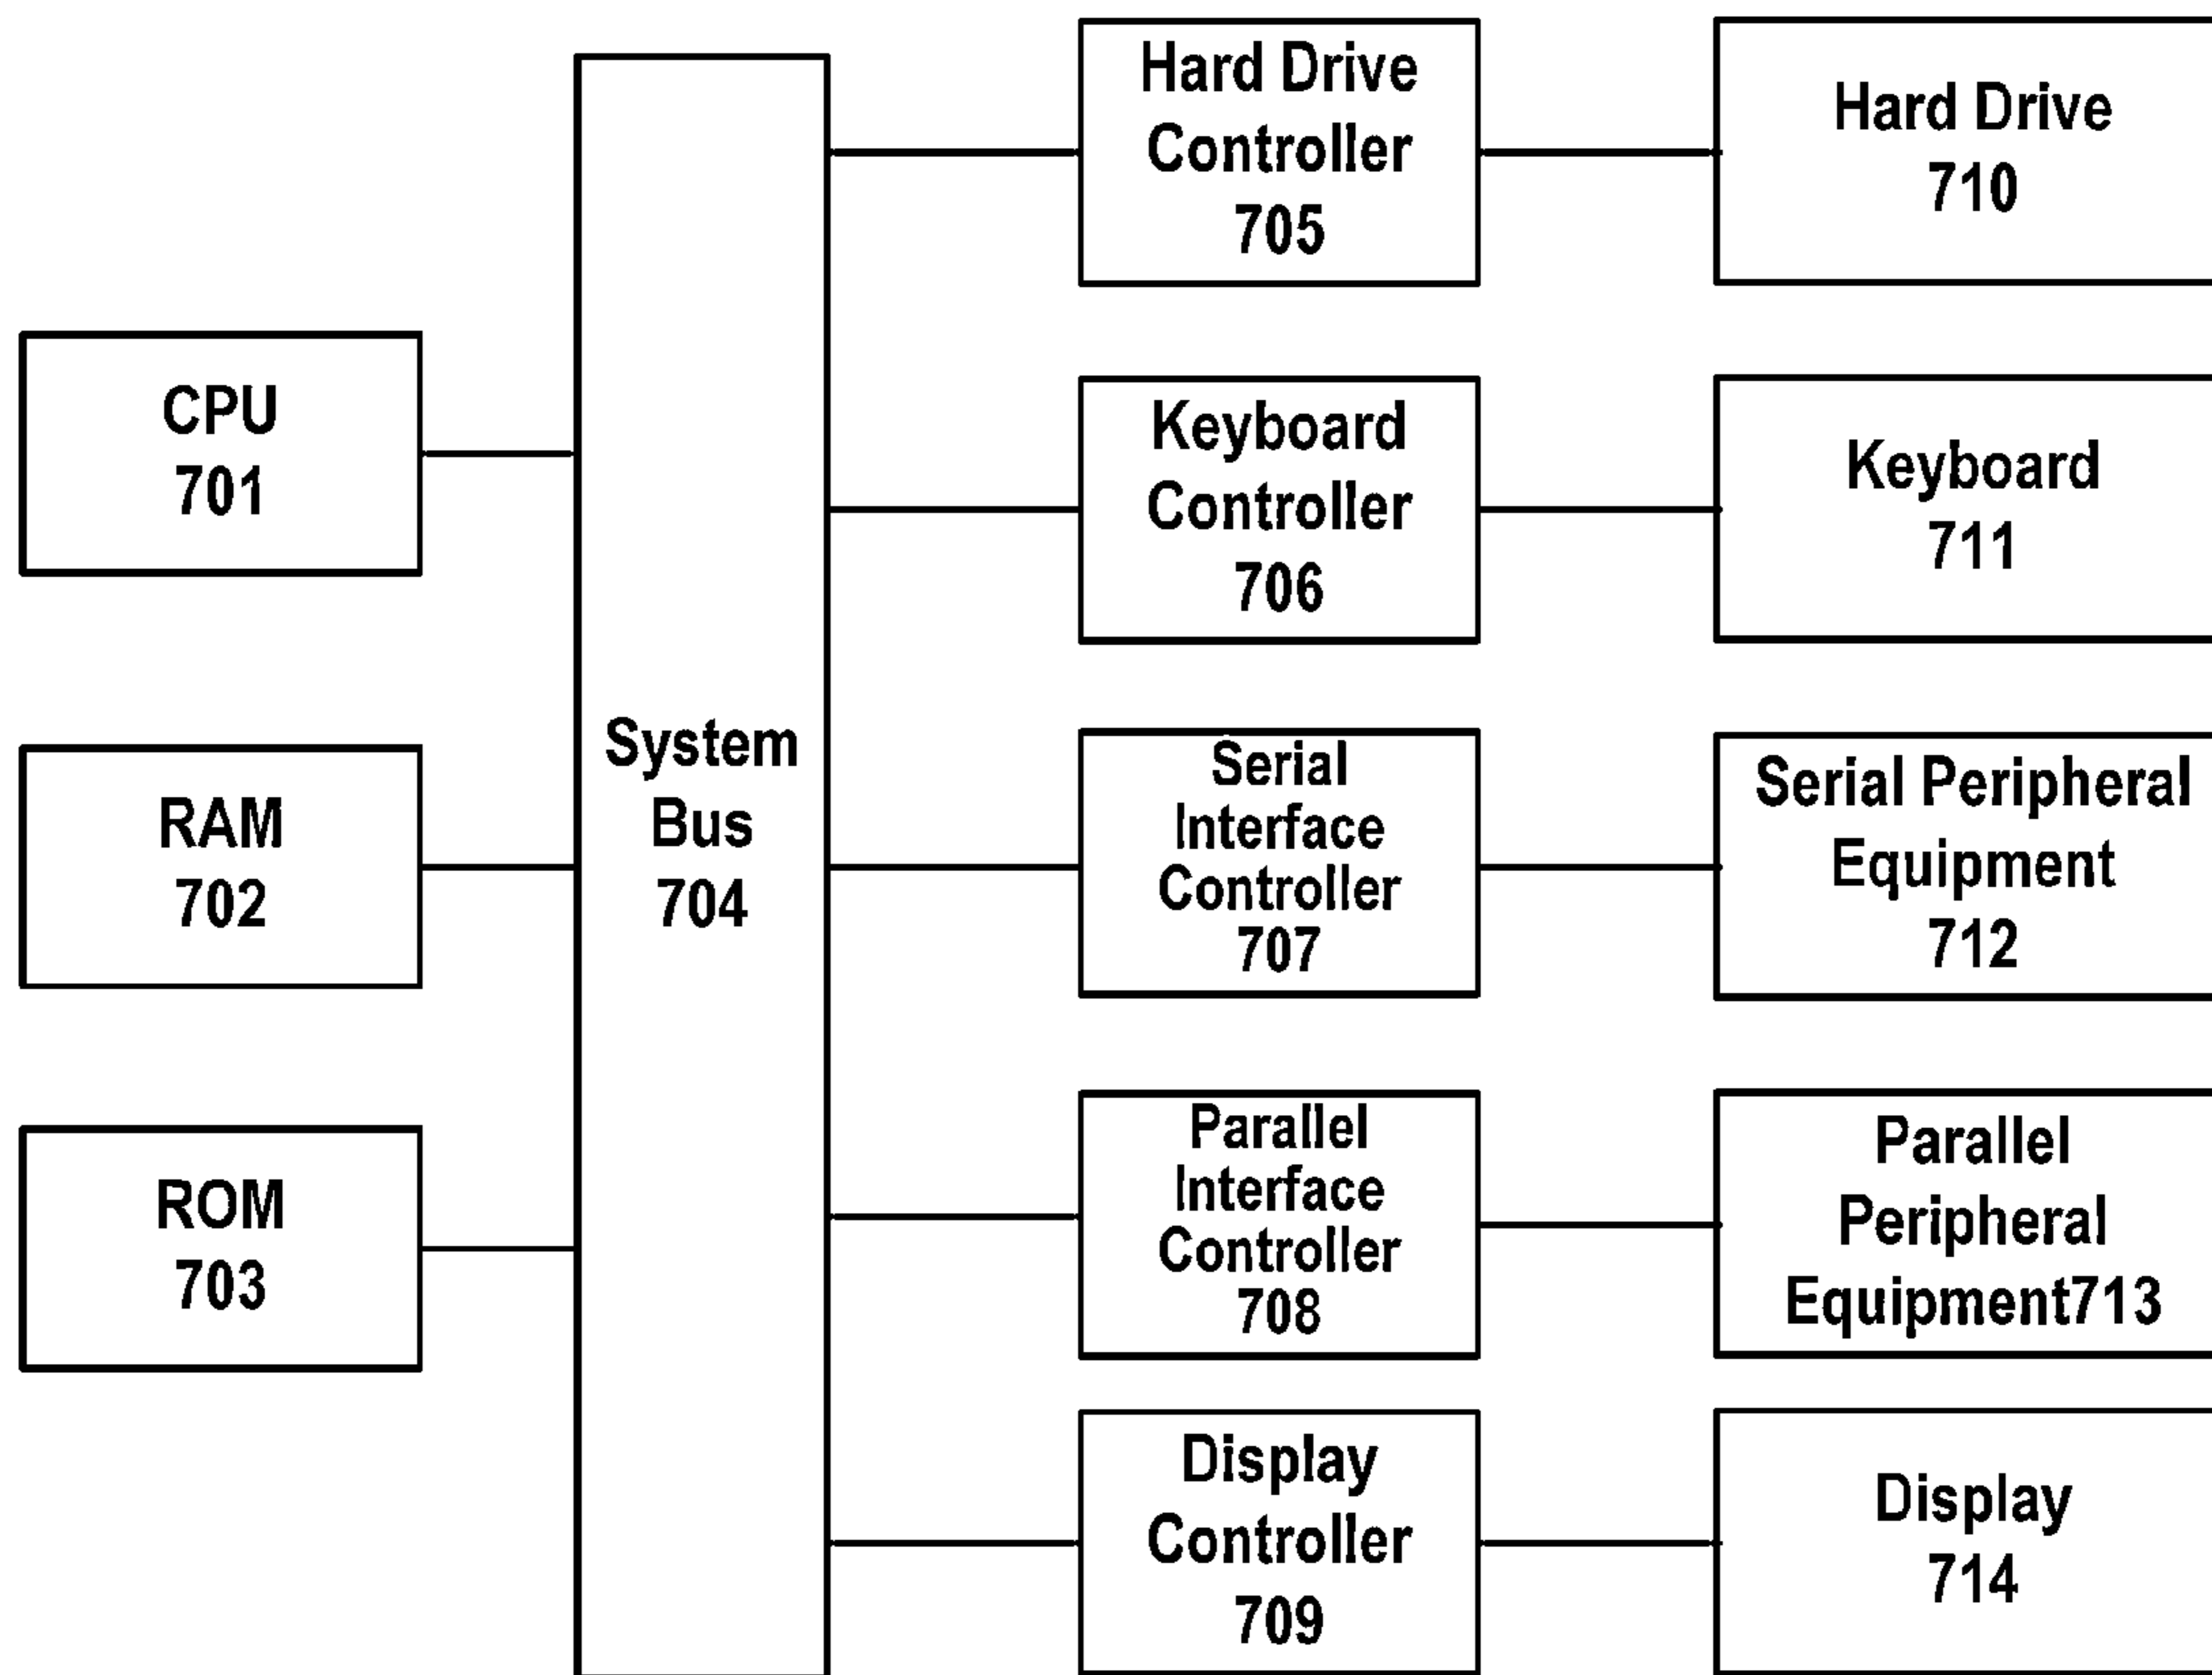 CPU
701
RAM
702
ROM
703
System
Bus
704
Hard Drive
Controller
705
Keyboard
Controller
706
Serial
Interface
Controller
707
Parallel
Interface
Controller
708
Display
Controller
709
Hard Drive
710
Keyboard
711
Serial Peripheral
Equipment
712
Parallel
Peripheral
Equipment713
Display
714